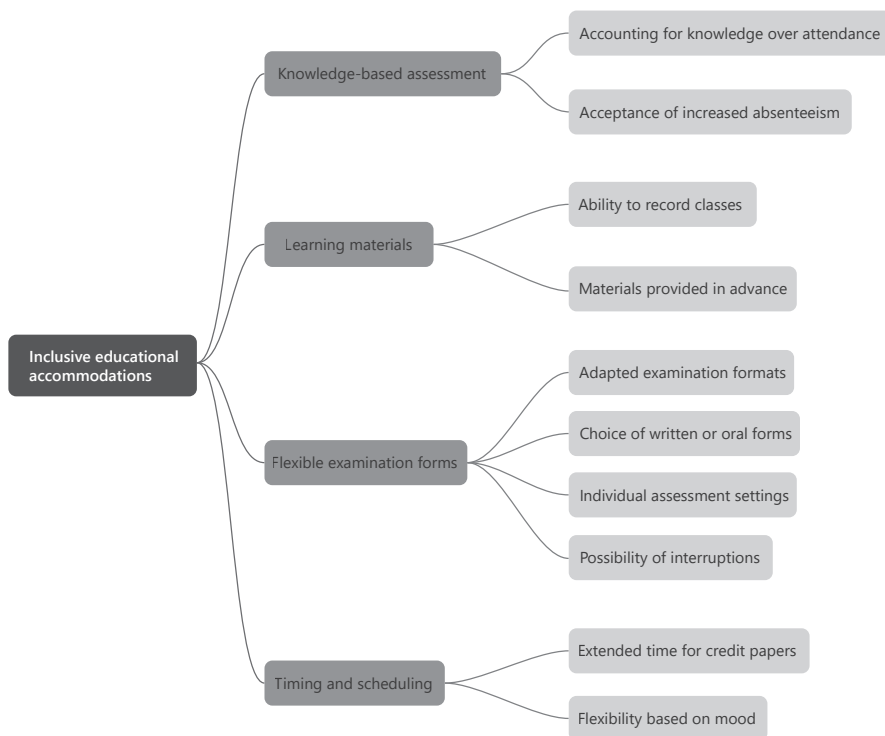 Inclusive educational
accommodations
Knowledge-based assessment
Accounting for knowledge over attendance
Acceptance of increased absenteeism
Learning materials
Ability to record classes
Materials provided in advance
Flexible examination forms
Adapted examination formats
Choice of written or oral forms
Individual assessment settings
Possibility of interruptions
Timing and scheduling
Extended time for credit papers
Flexibility based on mood